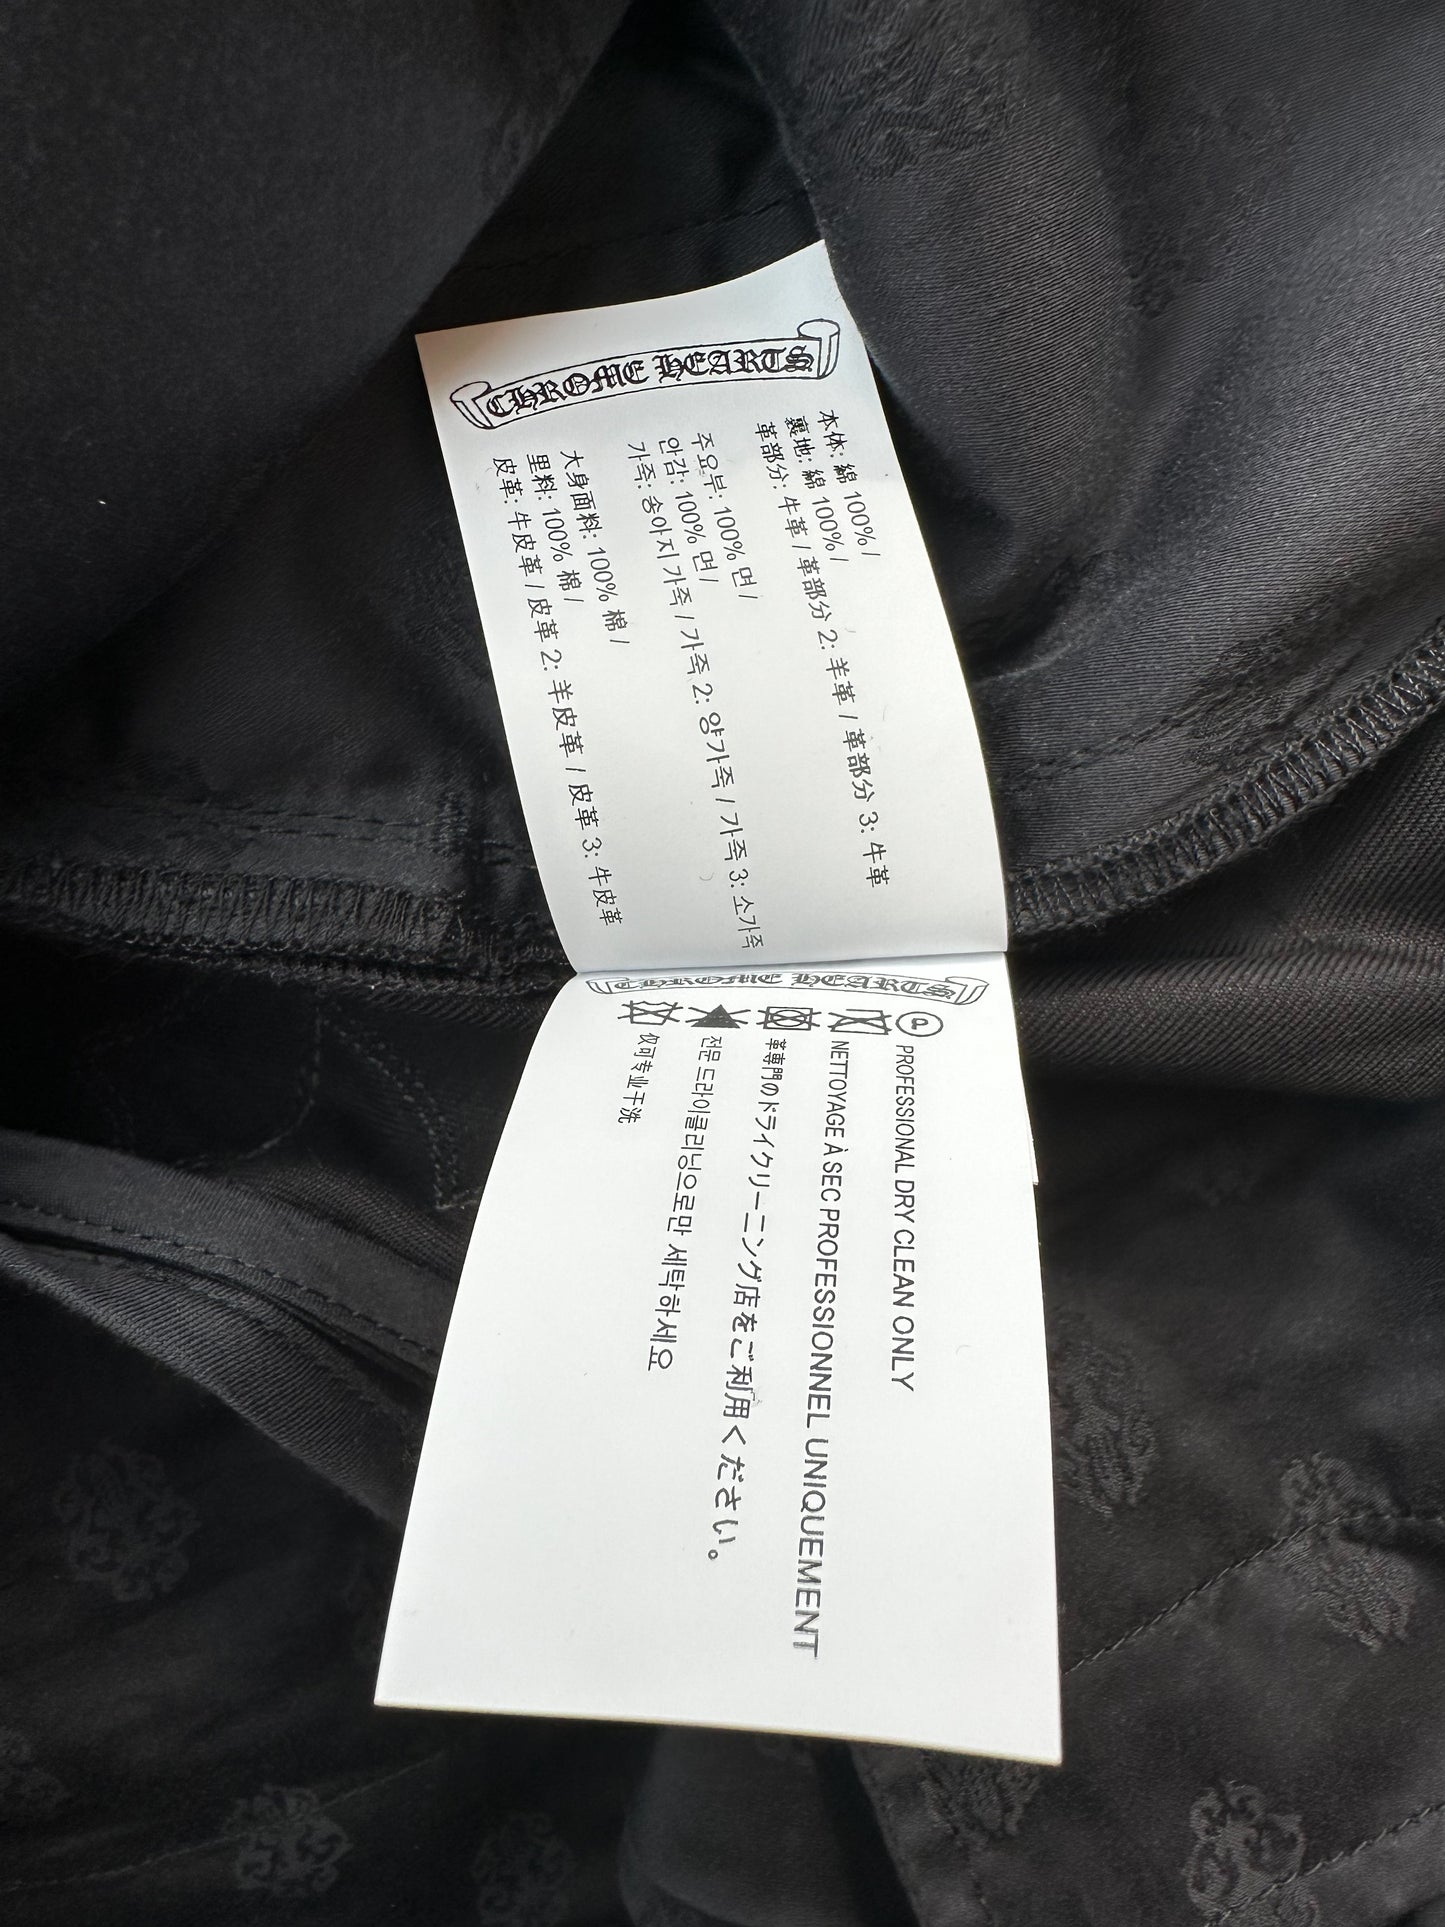 CHROME HEARTS
本体: 綿 100% /
裏地: 綿 100% /
革部分: 牛革 / 革部分 2: 羊革 / 革部分 3: 牛革
주요부: 100% 면 /
안감: 100% 면 /
가죽: 송아지 가죽 / 가죽 2: 양가죽 / 가죽 3: 소가죽
大身面料: 100% 棉 /
里料: 100% 棉 /
皮革: 牛皮革 / 皮革 2: 羊皮革 / 皮革 3: 牛皮革
CHROME HEARTS
P
PROFESSIONAL DRY CLEAN ONLY
NETTOYAGE À SEC PROFESSIONNEL UNIQUEMENT
革専門のドライクリーニング店をご利用ください。
전문 드라이클리닝으로만 세탁하세요
仅可专业干洗